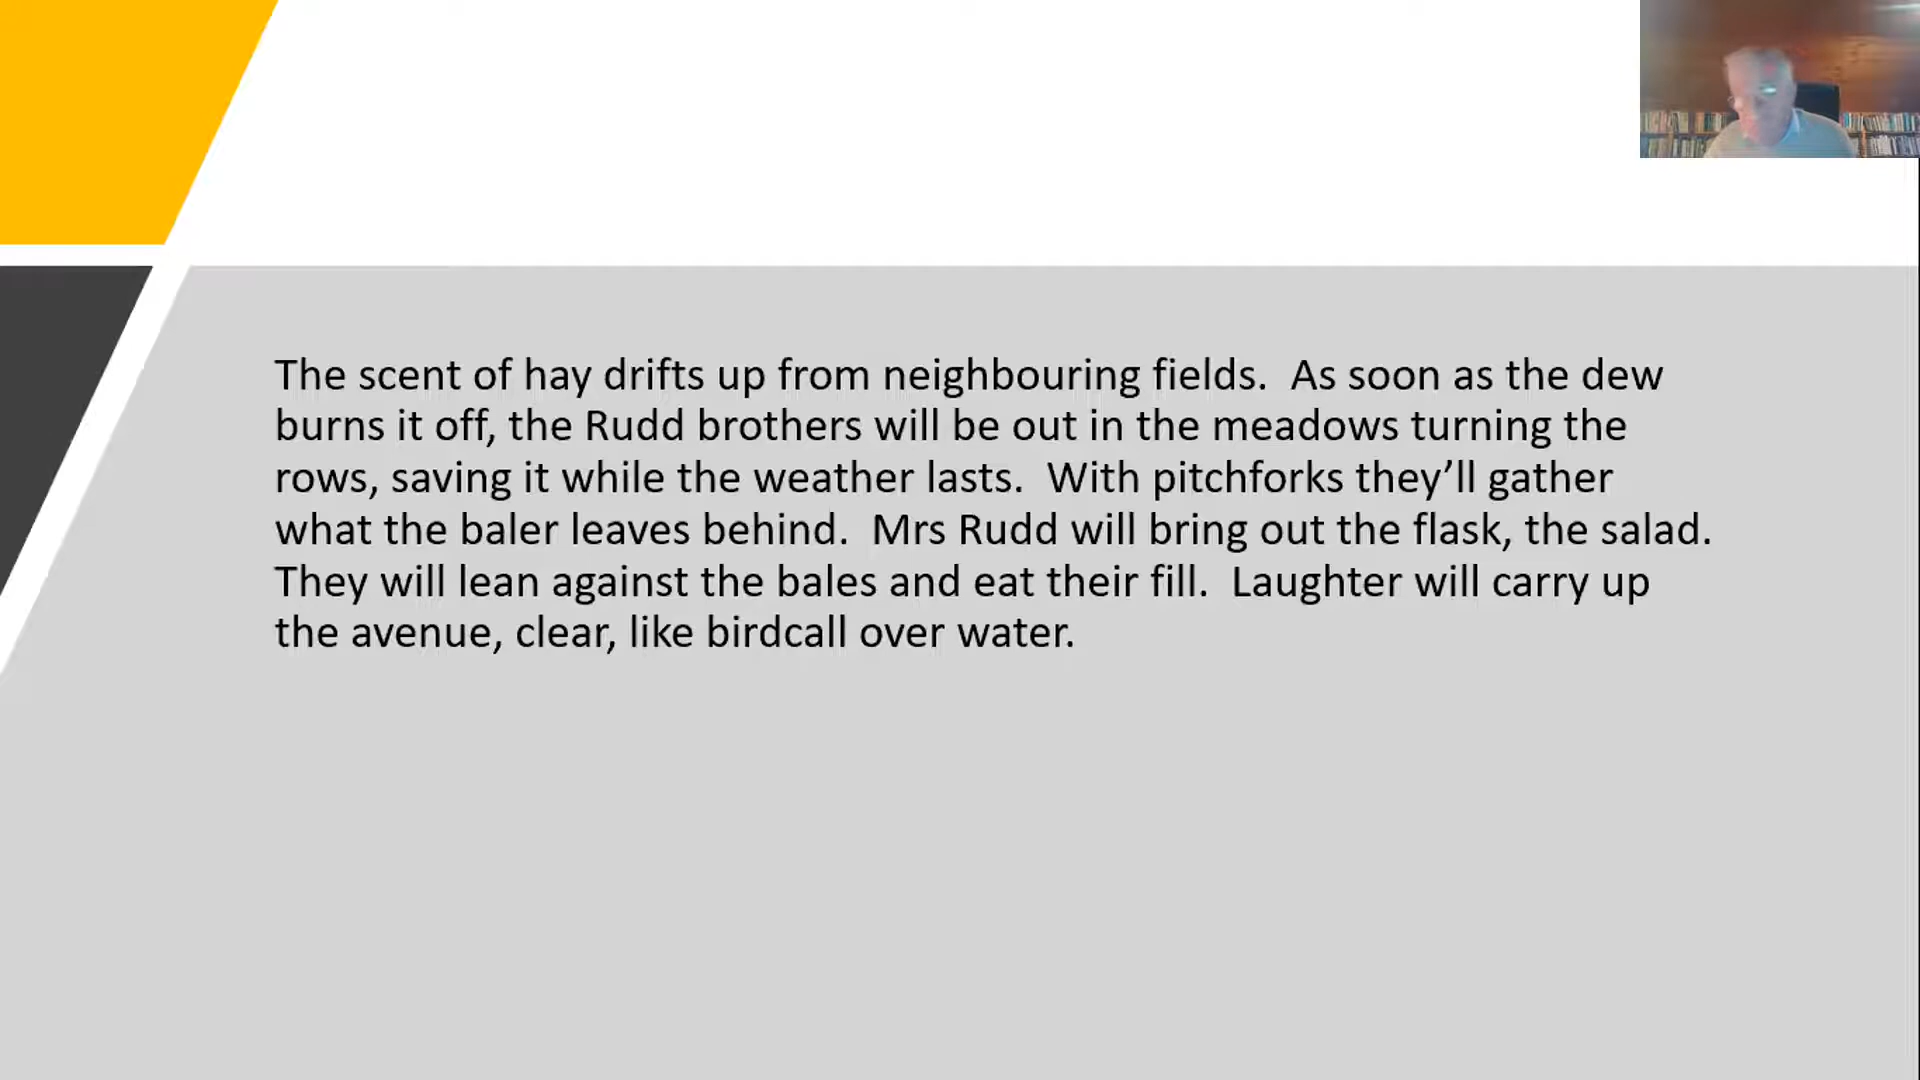 The scent of hay drifts up from neighbouring fields.  As soon as the dew
burns it off, the Rudd brothers will be out in the meadows turning the
rows, saving it while the weather lasts.  With pitchforks they’ll gather
what the baler leaves behind.  Mrs Rudd will bring out the flask, the salad.
They will lean against the bales and eat their fill.  Laughter will carry up
the avenue, clear, like birdcall over water.